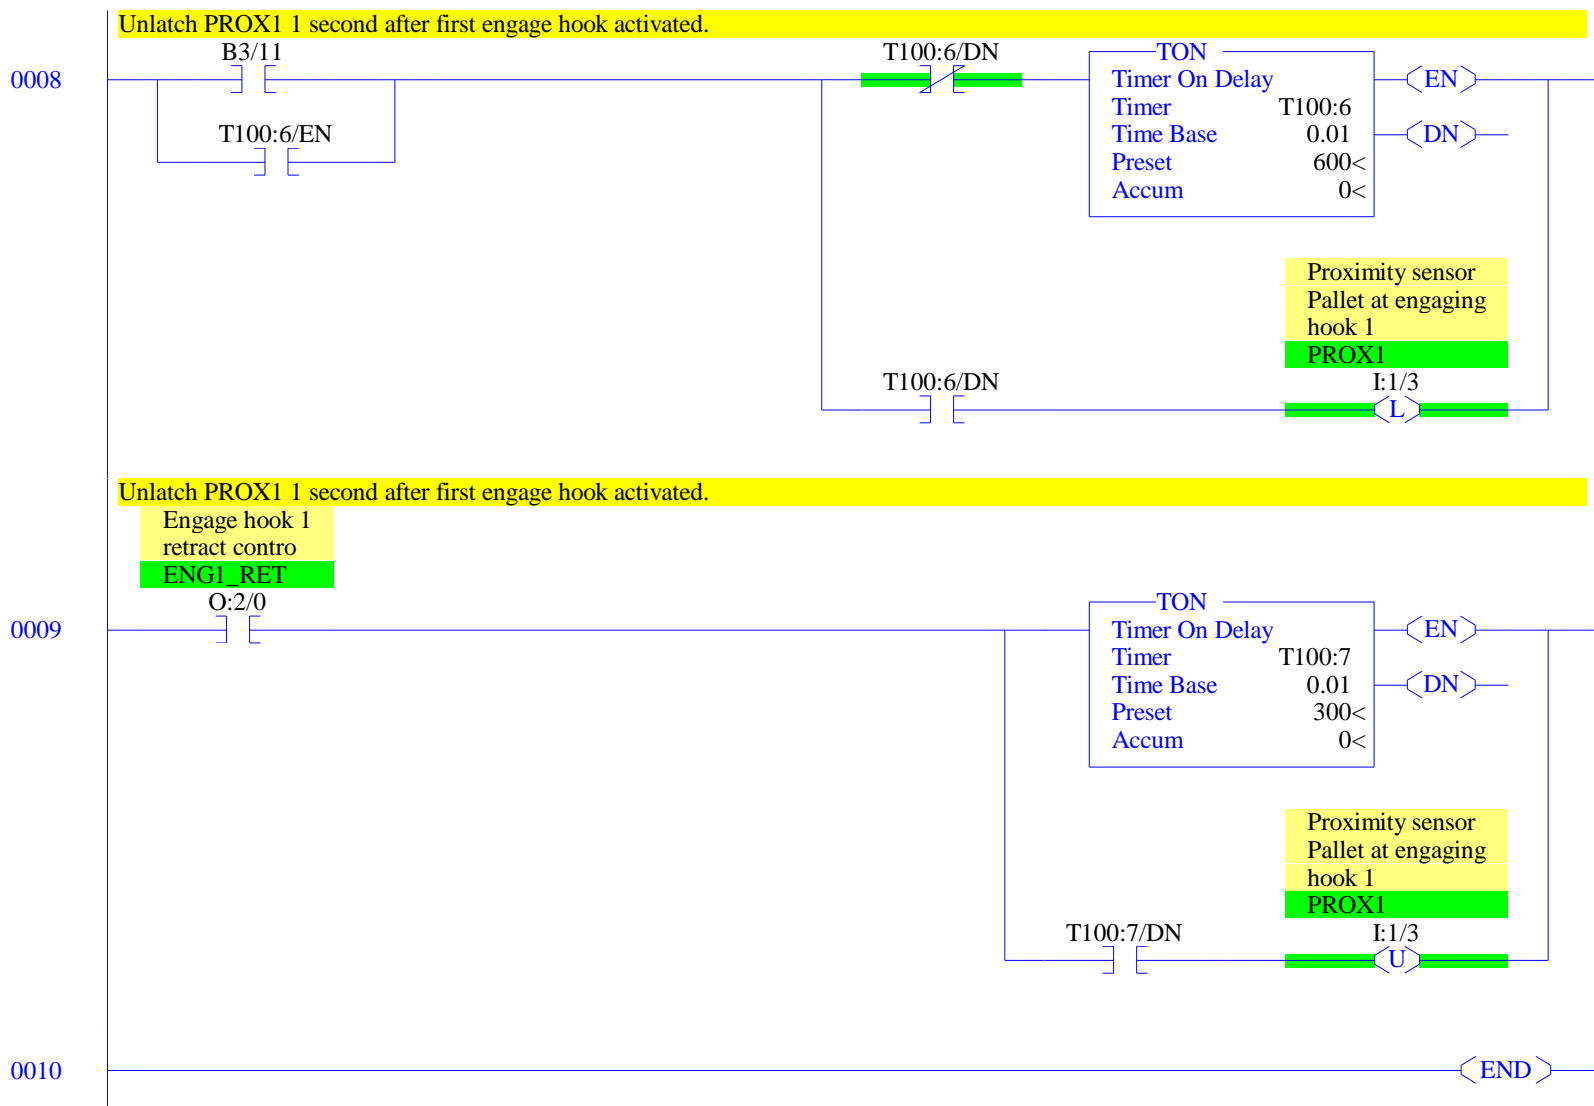 Unlatch PROX1 1 second after first engage hook activated.
B3/11
T100:6/DN
TON
0008
Timer On Delay
EN
Timer T100:6
T100:6/EN
Time Base 0.01
DN
Preset 600<
Accum 0<
Proximity sensor
Pallet at engaging
hook 1
PROX1
T100:6/DN
I:1/3
L
Unlatch PROX1 1 second after first engage hook activated.
Engage hook 1
retract contro
ENG1_RET
O:2/0
TON
0009
Timer On Delay
EN
Timer T100:7
Time Base 0.01
DN
Preset 300<
Accum 0<
Proximity sensor
Pallet at engaging
hook 1
PROX1
T100:7/DN
I:1/3
U
0010
END